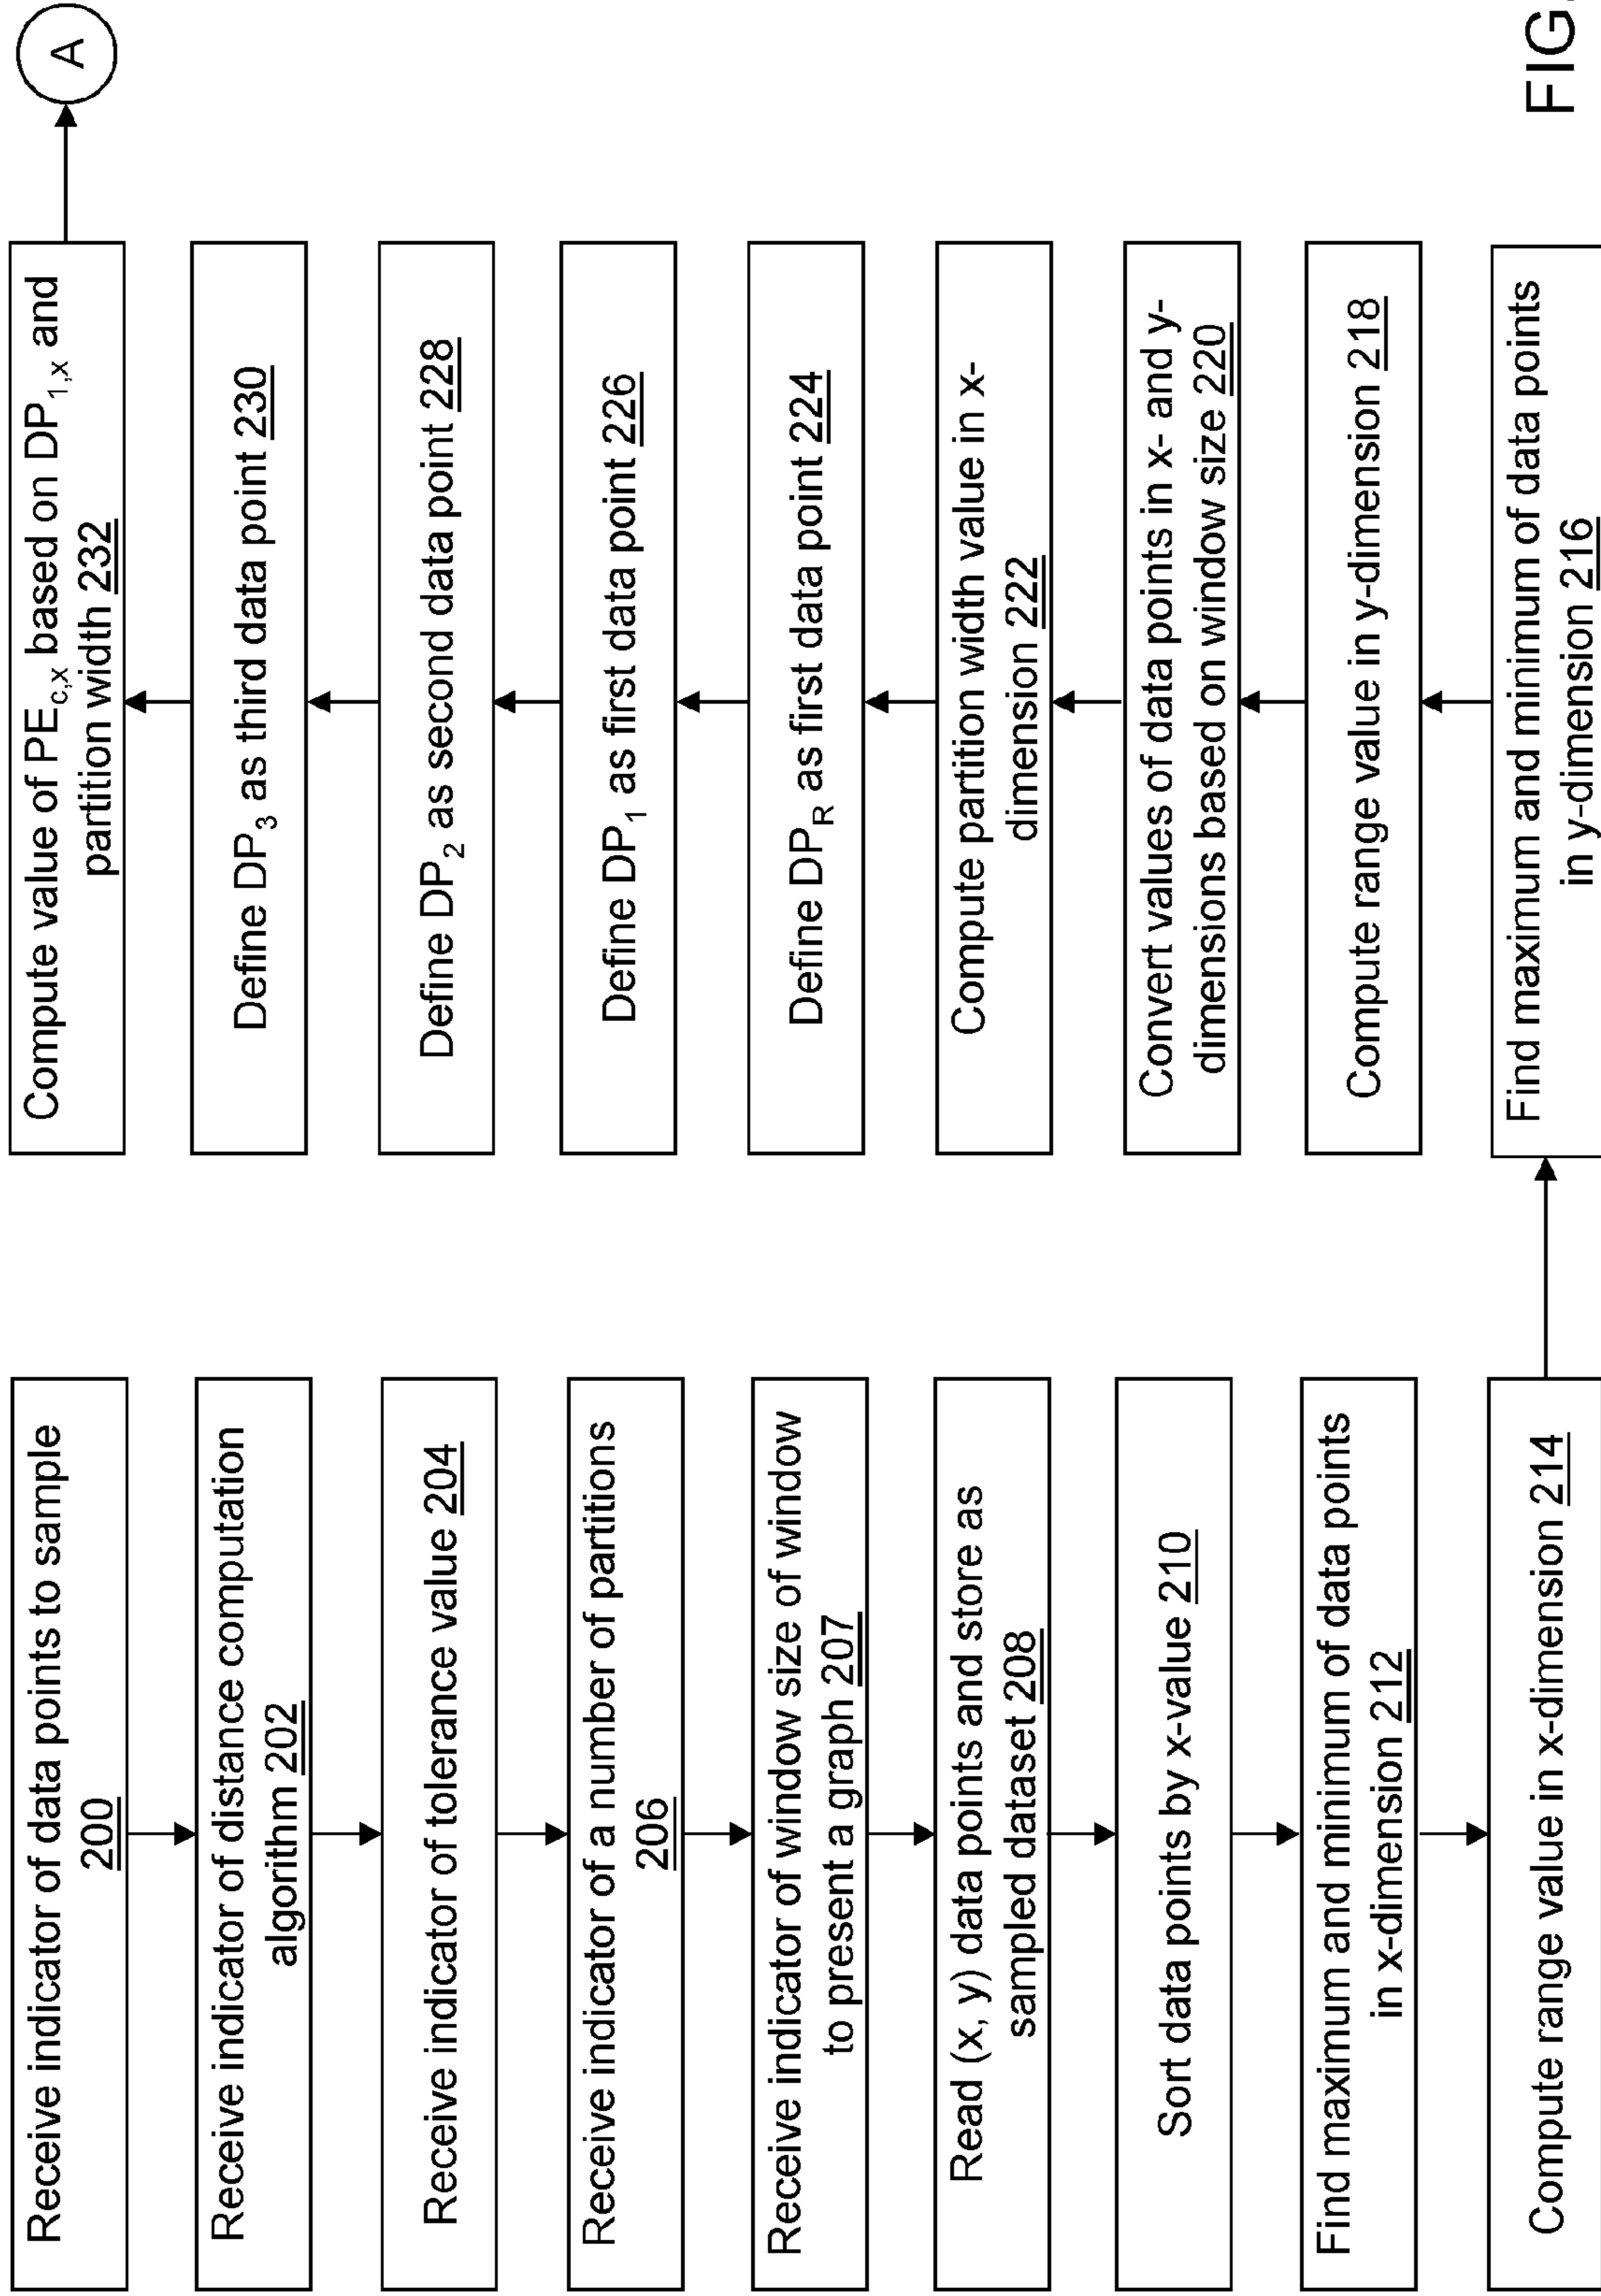 Receive indicator of data points to sample
200
Receive indicator of distance computation
algorithm 202
Receive indicator of tolerance value 204
Receive indicator of a number of partitions
206
Receive indicator of window size of window
to present a graph 207
Read (x, y) data points and store as
sampled dataset 208
Sort data points by x-value 210
Find maximum and minimum of data points
in x-dimension 212
Compute range value in x-dimension 214
Find maximum and minimum of data points
in y-dimension 216
Compute range value in y-dimension 218
Convert values of data points in x- and y-
dimensions based on window size 220
Compute partition width value in x-
dimension 222
Define DP_R as first data point 224
Define DP_1 as first data point 226
Define DP_2 as second data point 228
Define DP_3 as third data point 230
Compute value of PE_c,x based on DP_1,x and
partition width 232
A
FIG.